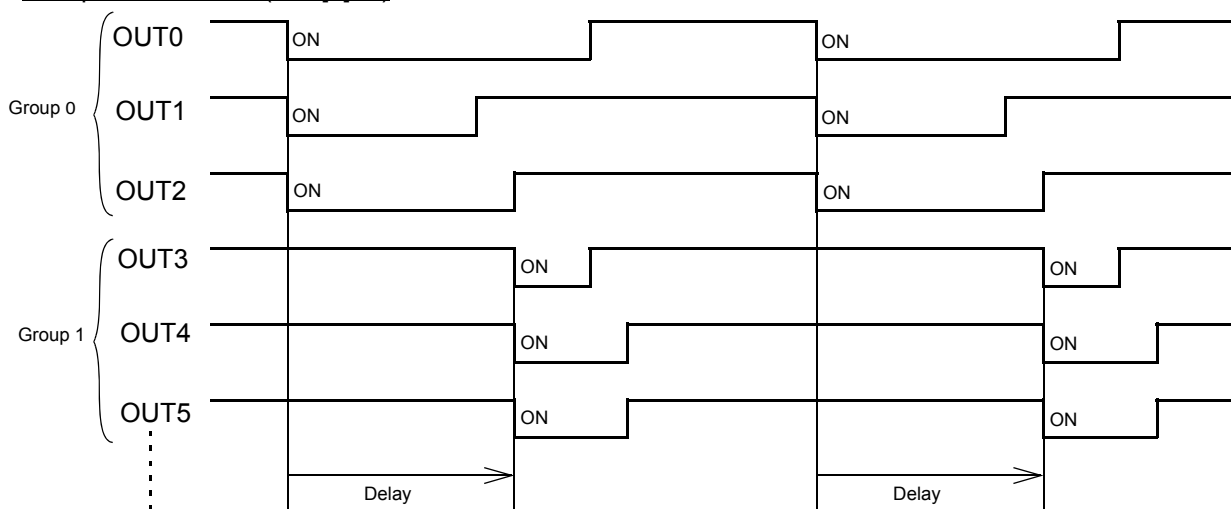 OUT0 ON ON
Group 0
OUT1 ON ON
OUT2 ON ON
OUT3 ON ON
Group 1
OUT4 ON ON
OUT5 ON ON
Delay Delay